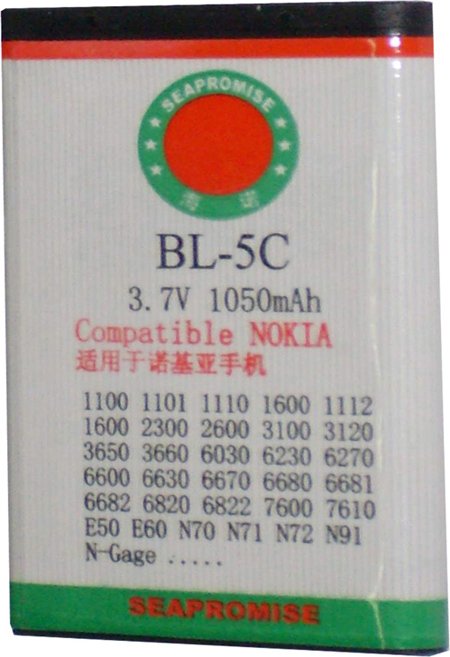 SEAPROMISE
海诺
BL-5C
3.7V 1050mAh
Compatible NOKIA
适用于诺基亚手机
1100 1101 1110 1600 1112
1600 2300 2600 3100 3120
3650 3660 6030 6230 6270
6600 6630 6670 6680 6681
6682 6820 6822 7600 7610
E50 E60 N70 N71 N72 N91
N-Gage .....
SEAPROMISE